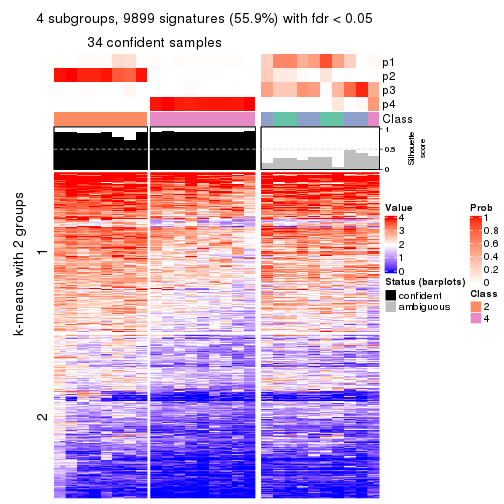 4 subgroups, 9899 signatures (55.9%) with fdr < 0.05
34 confident samples
p1
p2
p3
p4
Class
1
0.5
0
Silhouette
score
k-means with 2 groups
1
2
Value
4
3
2
1
0
Prob
1
0.8
0.6
0.4
0.2
0
Status (barplots)
confident
ambiguous
Class
2
4